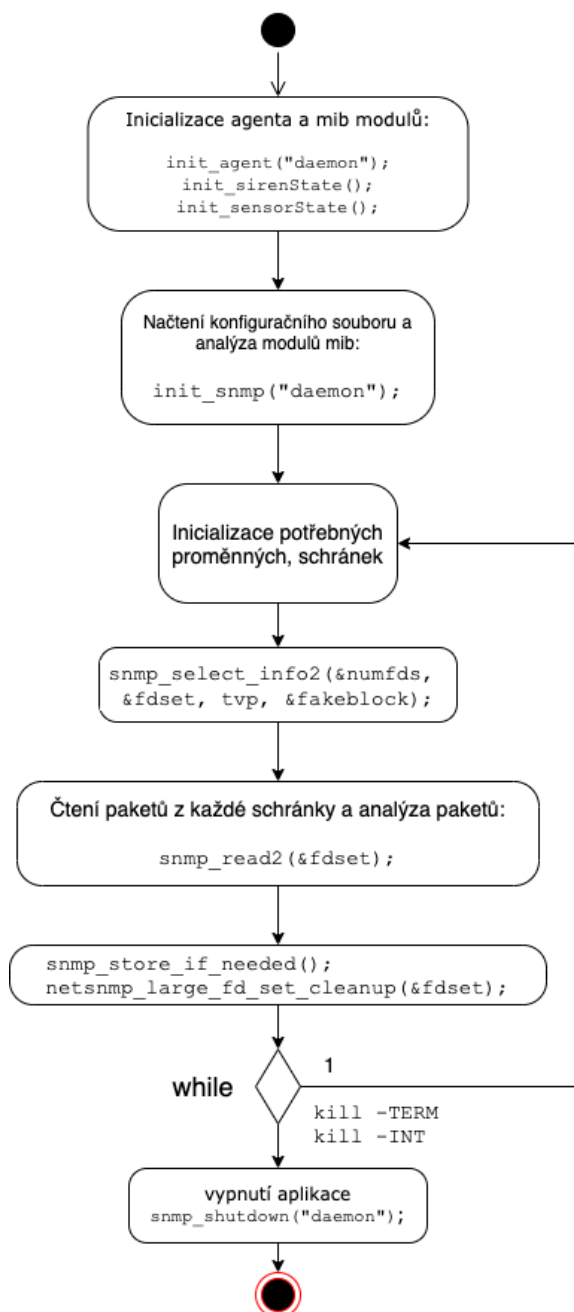 Inicializace agenta a mib modulů:
init_agent("daemon");
init_sirenState();
init_sensorState();
Načtení konfiguračního souboru a
analýza modulů mib:
init_snmp("daemon");
Inicializace potřebných
proměnných, schránek
snmp_select_info2(&numfds,
&fdset, tvp, &fakeblock);
Čtení paketů z každé schránky a analýza paketů:
snmp_read2(&fdset);
snmp_store_if_needed();
netsnmp_large_fd_set_cleanup(&fdset);
1
while
kill -TERM
kill -INT
vypnutí aplikace
snmp_shutdown("daemon");